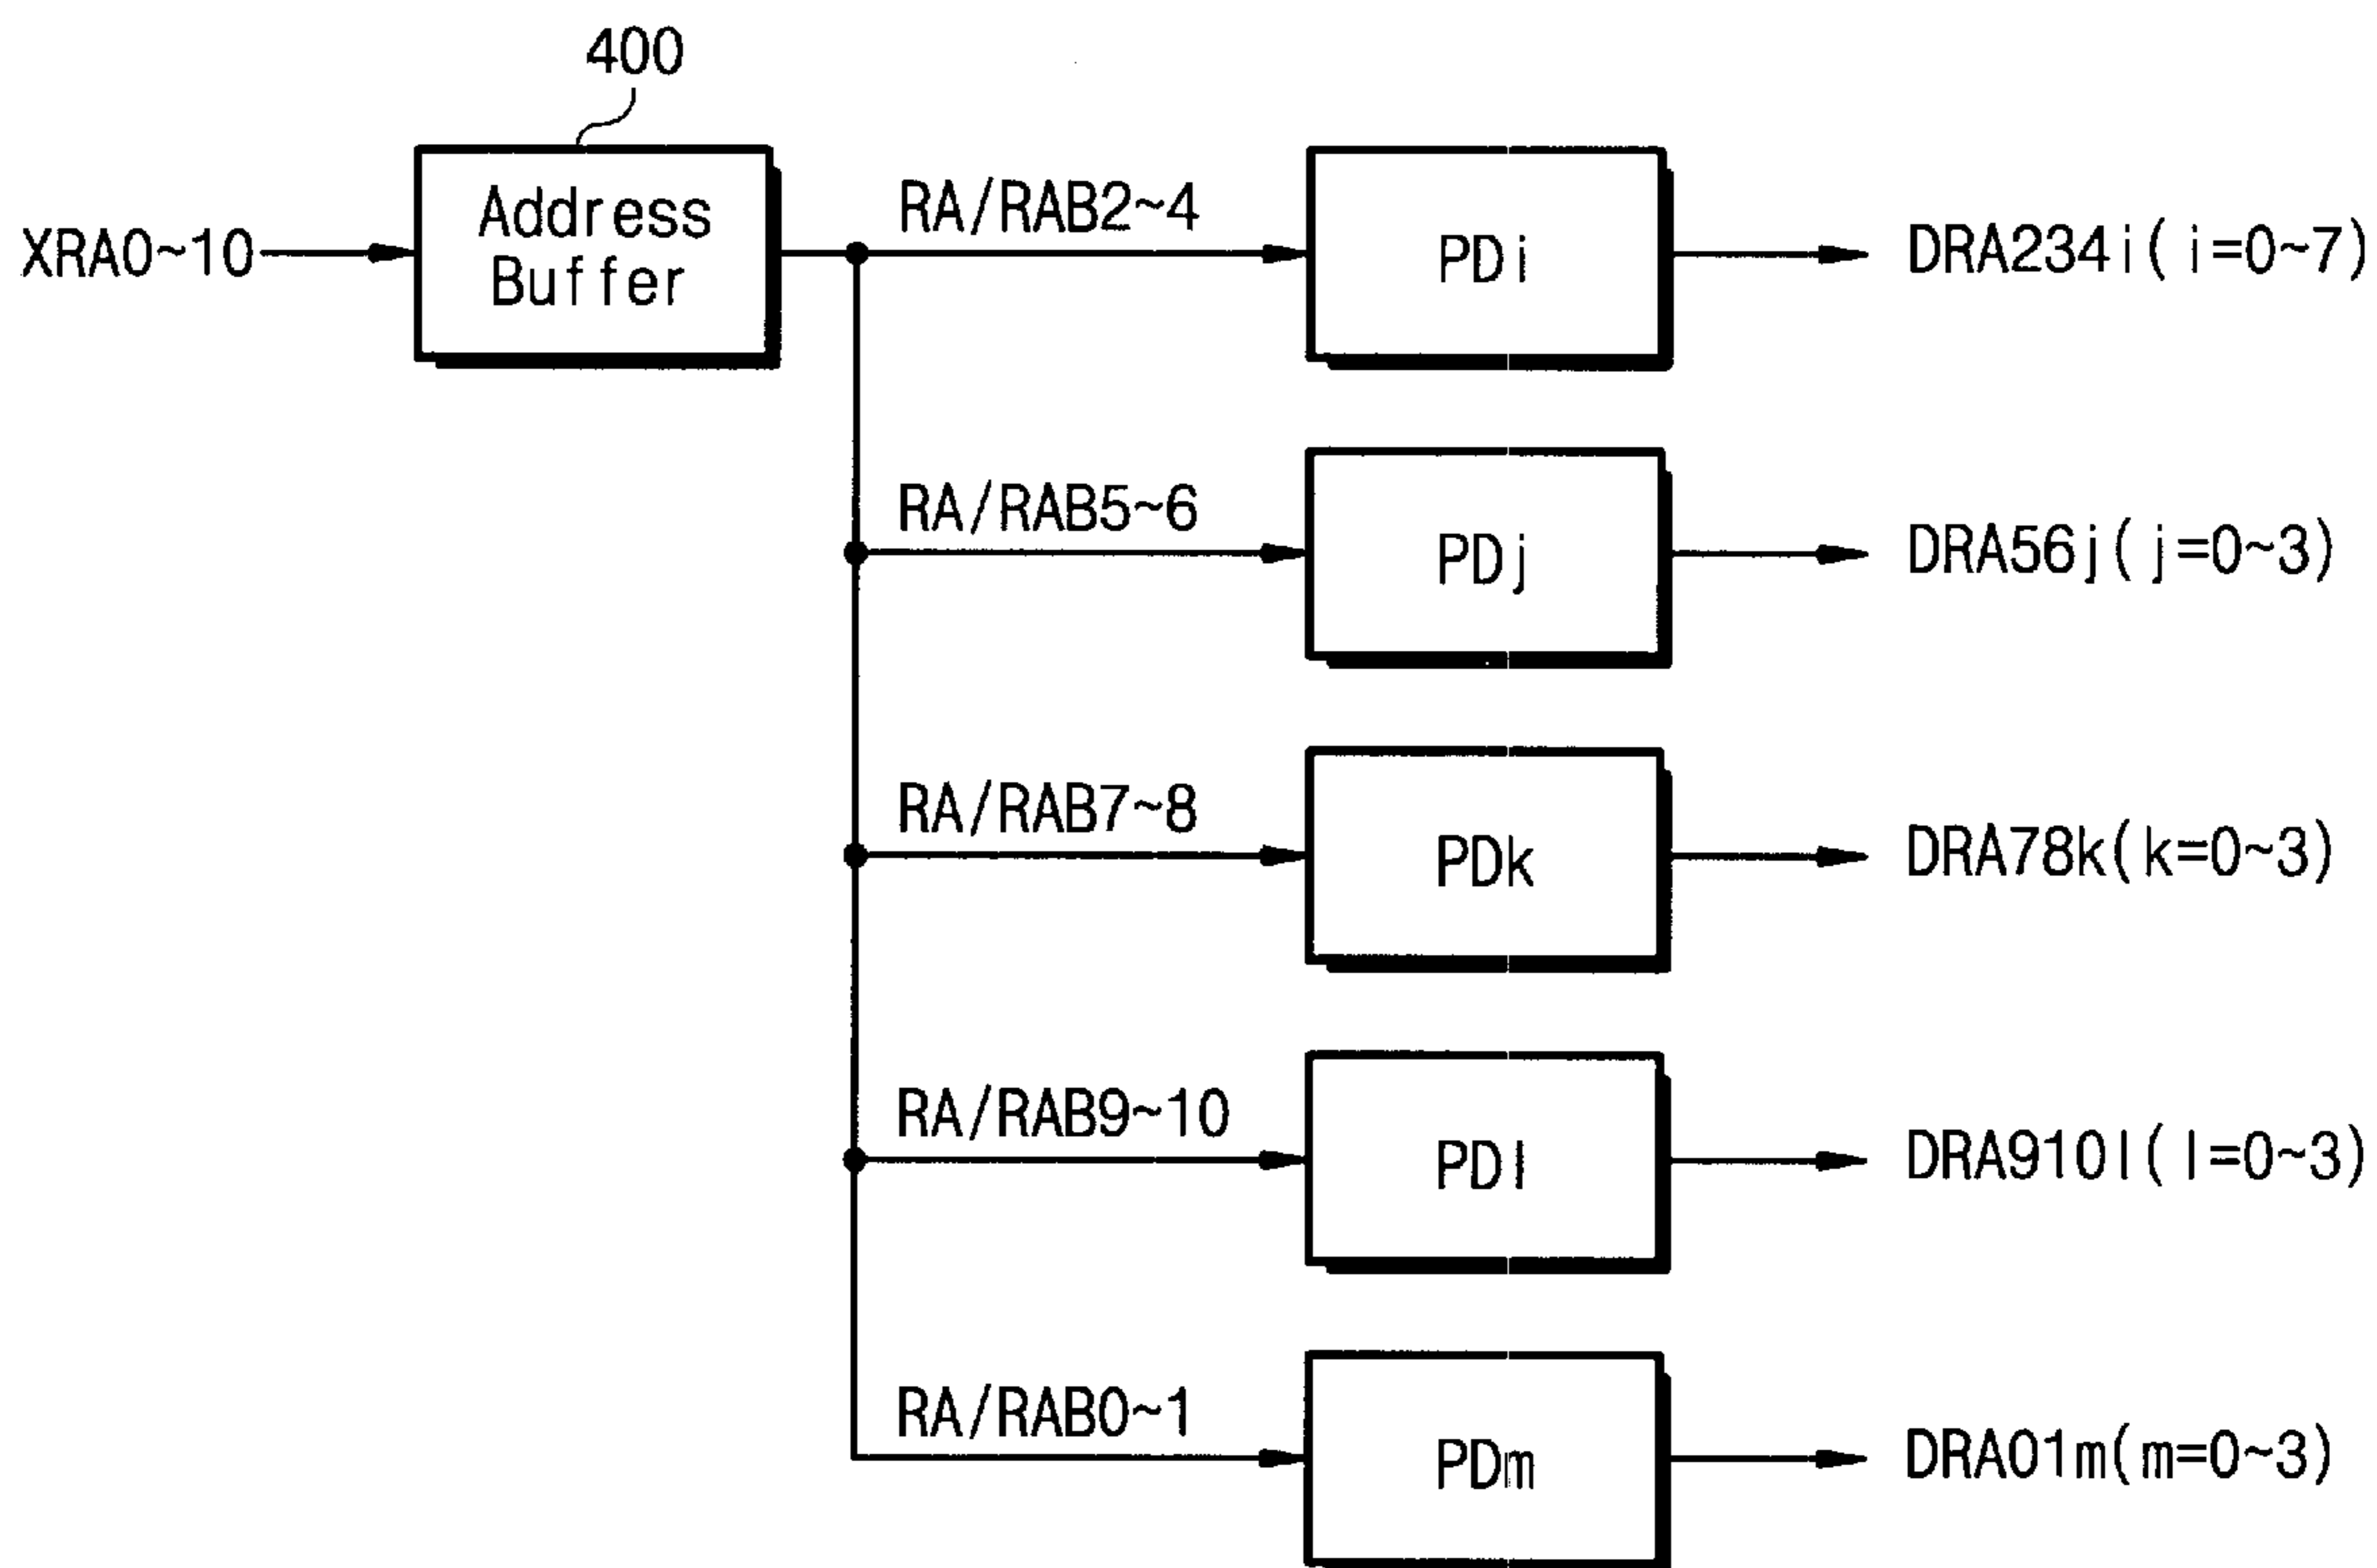 400
XRA0~10
Address
Buffer
RA/RAB2~4
PDi
DRA234i(i=0~7)
RA/RAB5~6
PDj
DRA56j(j=0~3)
RA/RAB7~8
PDk
DRA78k(k=0~3)
RA/RAB9~10
PDl
DRA910l(l=0~3)
RA/RAB0~1
PDm
DRA01m(m=0~3)